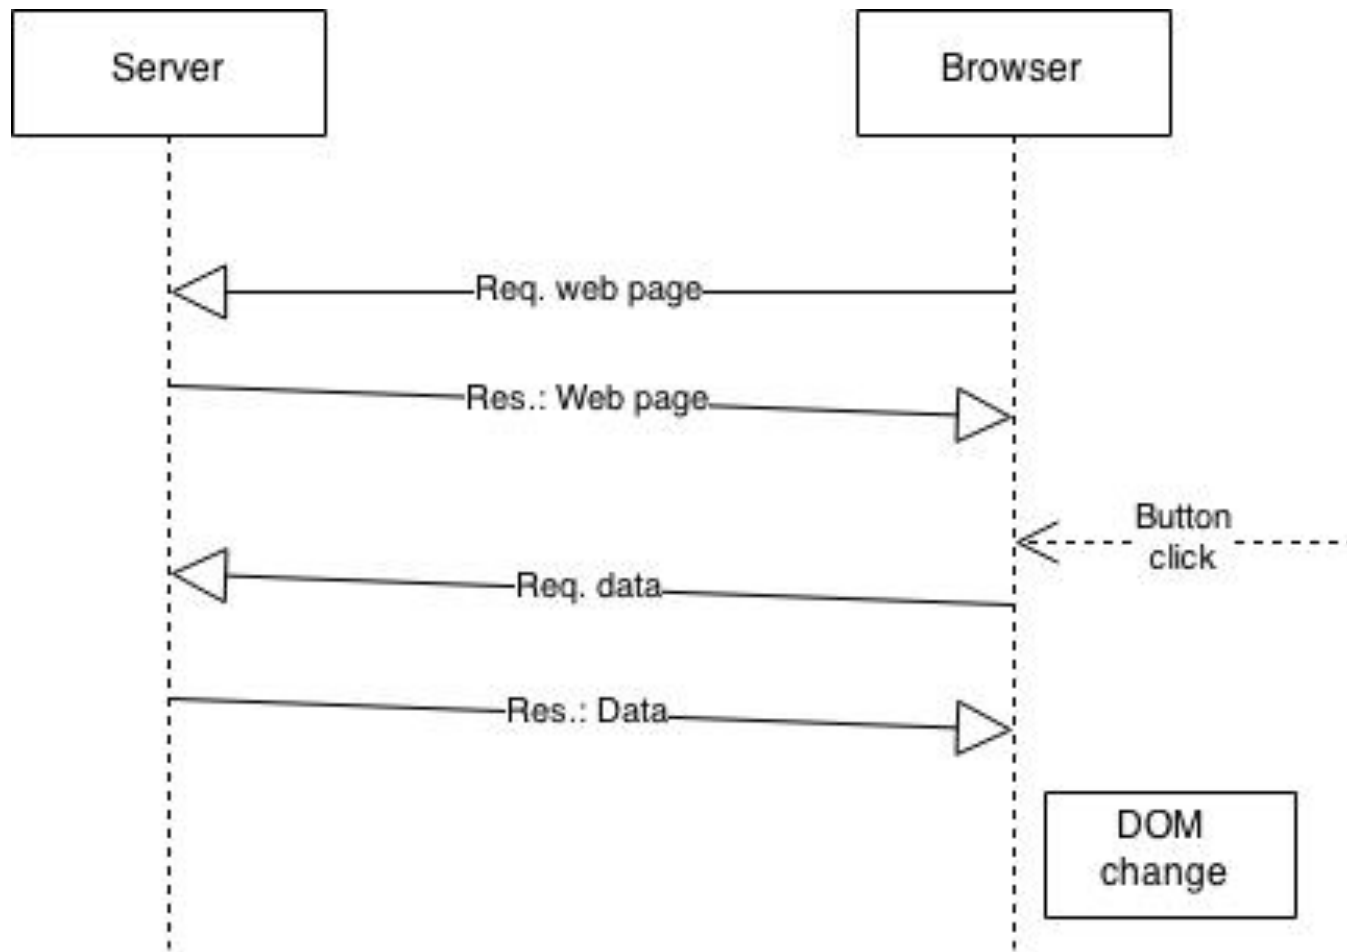 Server
Browser
Req. web page
Res.: Web page
Button
click
Req. data
Res.: Data
DOM
change